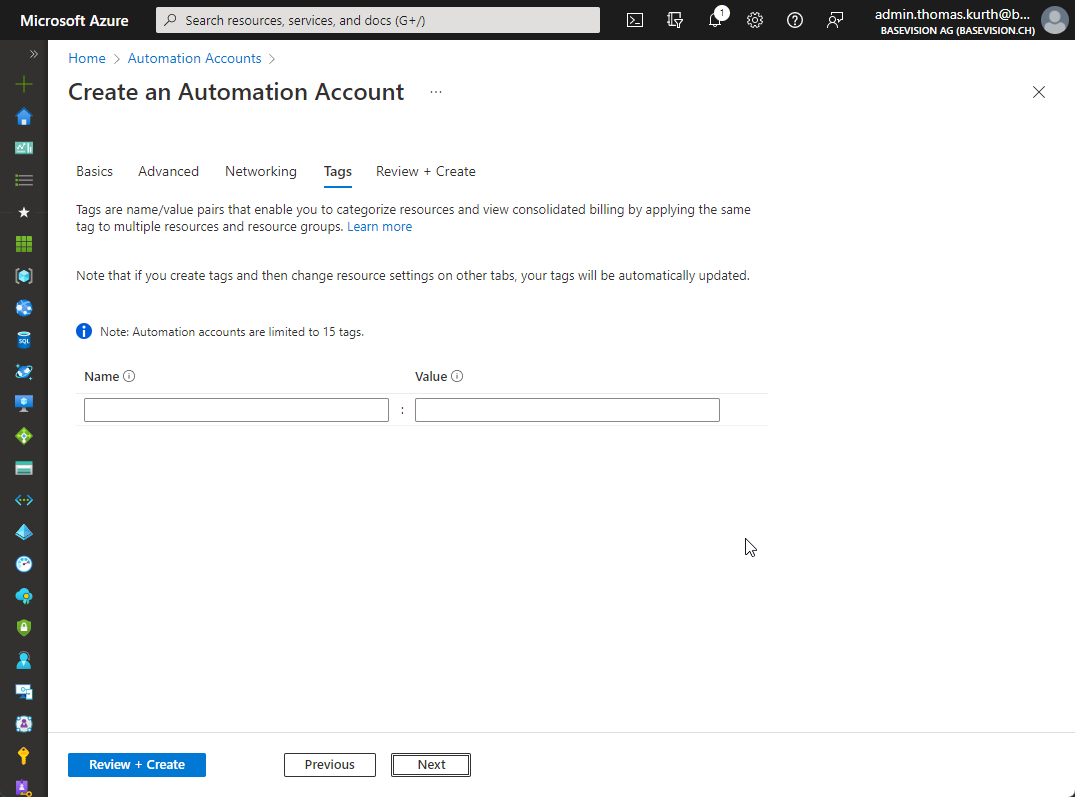 Microsoft Azure
Search resources, services, and docs (G+/)
1
admin.thomas.kurth@b...
BASEVISION AG (BASEVISION.CH)
Home > Automation Accounts >
Create an Automation Account ...
Basics Advanced Networking Tags Review + Create
Tags are name/value pairs that enable you to categorize resources and view consolidated billing by applying the same
tag to multiple resources and resource groups. Learn more
Note that if you create tags and then change resource settings on other tabs, your tags will be automatically updated.
Note: Automation accounts are limited to 15 tags.
Name Value
:
SQL
Review + Create Previous Next